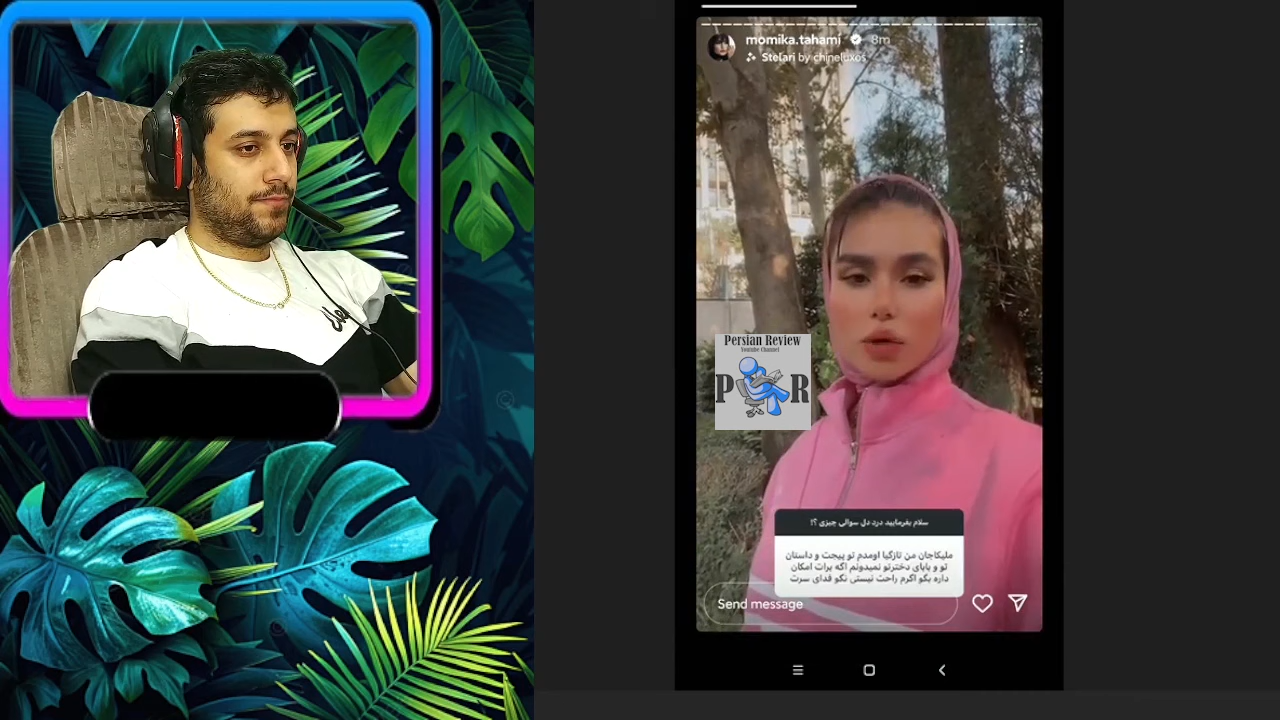 momika.tahami 8m
Stelari by chineluxos
Persian Review
Youtube Channel
P R
سلام بفرمایید درد دل سوالی چیزی ؟!
ملیکاجان من تازگیا اومدم تو پیجت و داستان
تو و بابای دخترتو نمیدونم اگه برات امکان
داره بگو اگرم راحت نیستی نگو فدای سرت
Send message